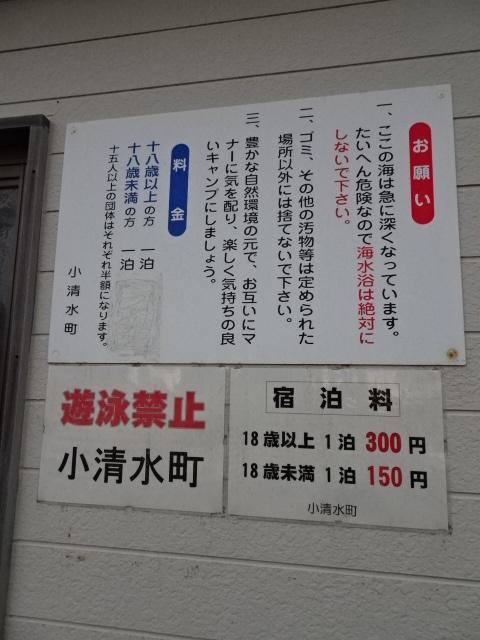 お願い
一、ここの海は急に深くなっています。
たいへん危険なので海水浴は絶対に
しないで下さい。
二、ゴミ、その他の汚物等は定められた
場所以外には捨てないで下さい。
三、豊かな自然環境の元で、お互いにマ
ナーに気を配り、楽しく気持ちの良
いキャンプにしましょう。
料金
十八歳以上の方 一泊
十八歳未満の方 一泊
十五人以上の団体はそれぞれ半額になります。
小清水町
遊泳禁止
小清水町
宿泊料
18歳以上 1泊 300円
18歳未満 1泊 150円
小清水町